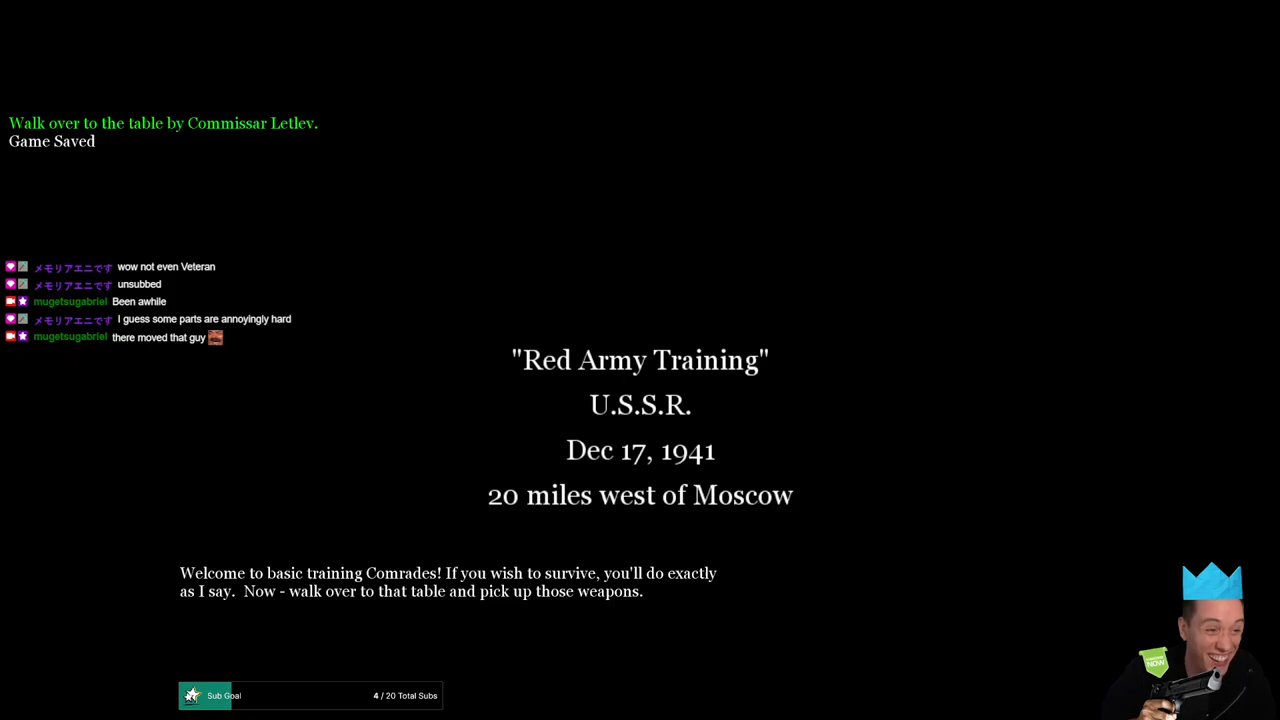 Walk over to the table by Commissar Letlev.
Game Saved
メモリアエニです wow not even Veteran
メモリアエニです unsubbed
mugetsugabriel Been awhile
メモリアエニです I guess some parts are annoyingly hard
mugetsugabriel there moved that guy
"Red Army Training"
U.S.S.R.
Dec 17, 1941
20 miles west of Moscow
Welcome to basic training Comrades! If you wish to survive, you'll do exactly
as I say.  Now - walk over to that table and pick up those weapons.
NOW
Sub Goal 4 / 20 Total Subs